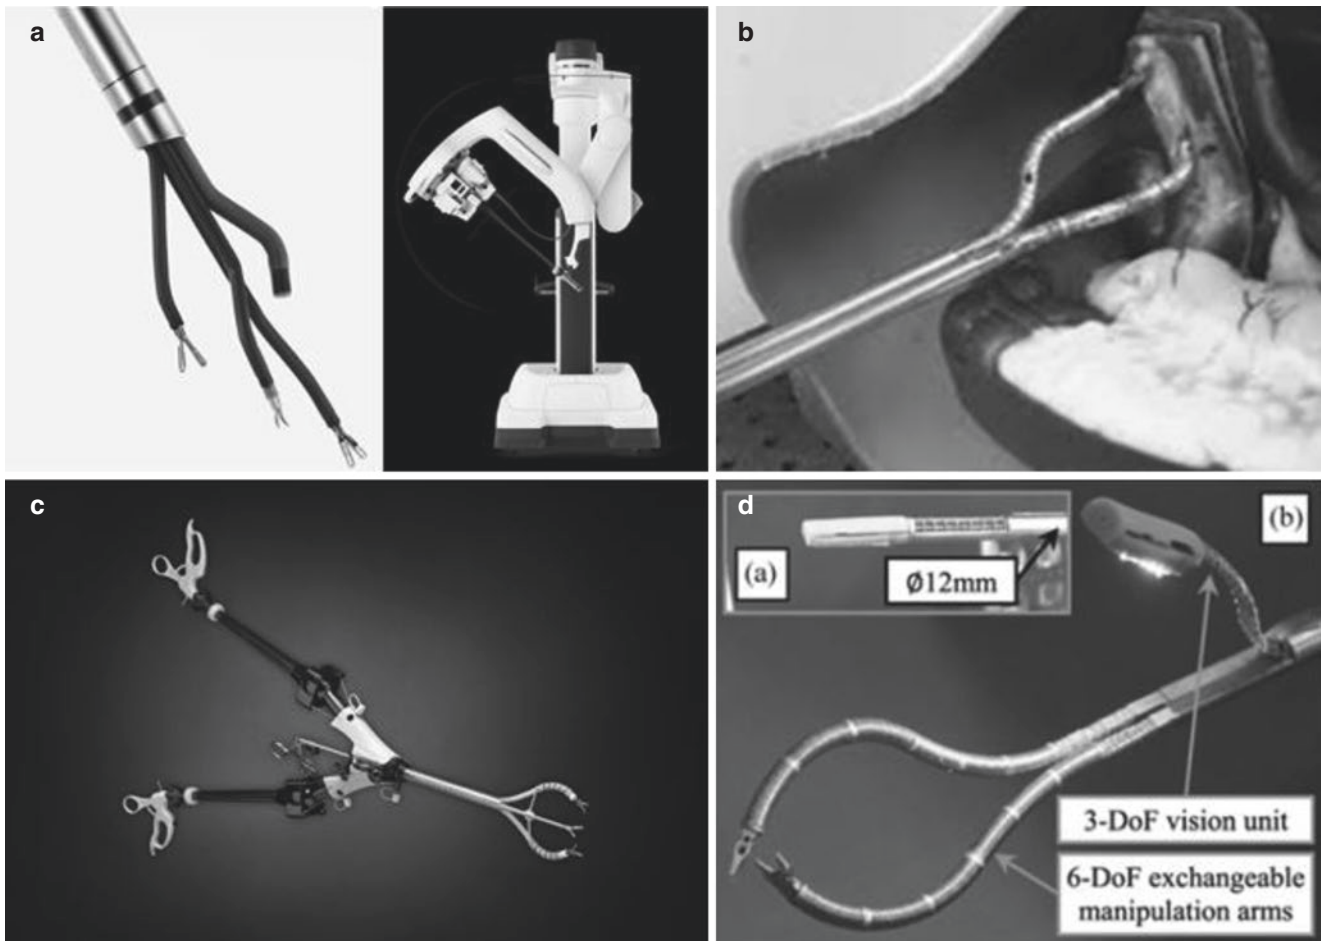 a
b
c
d
(a)
Ø12mm
(b)
3-DoF vision unit
6-DoF exchangeable
manipulation arms